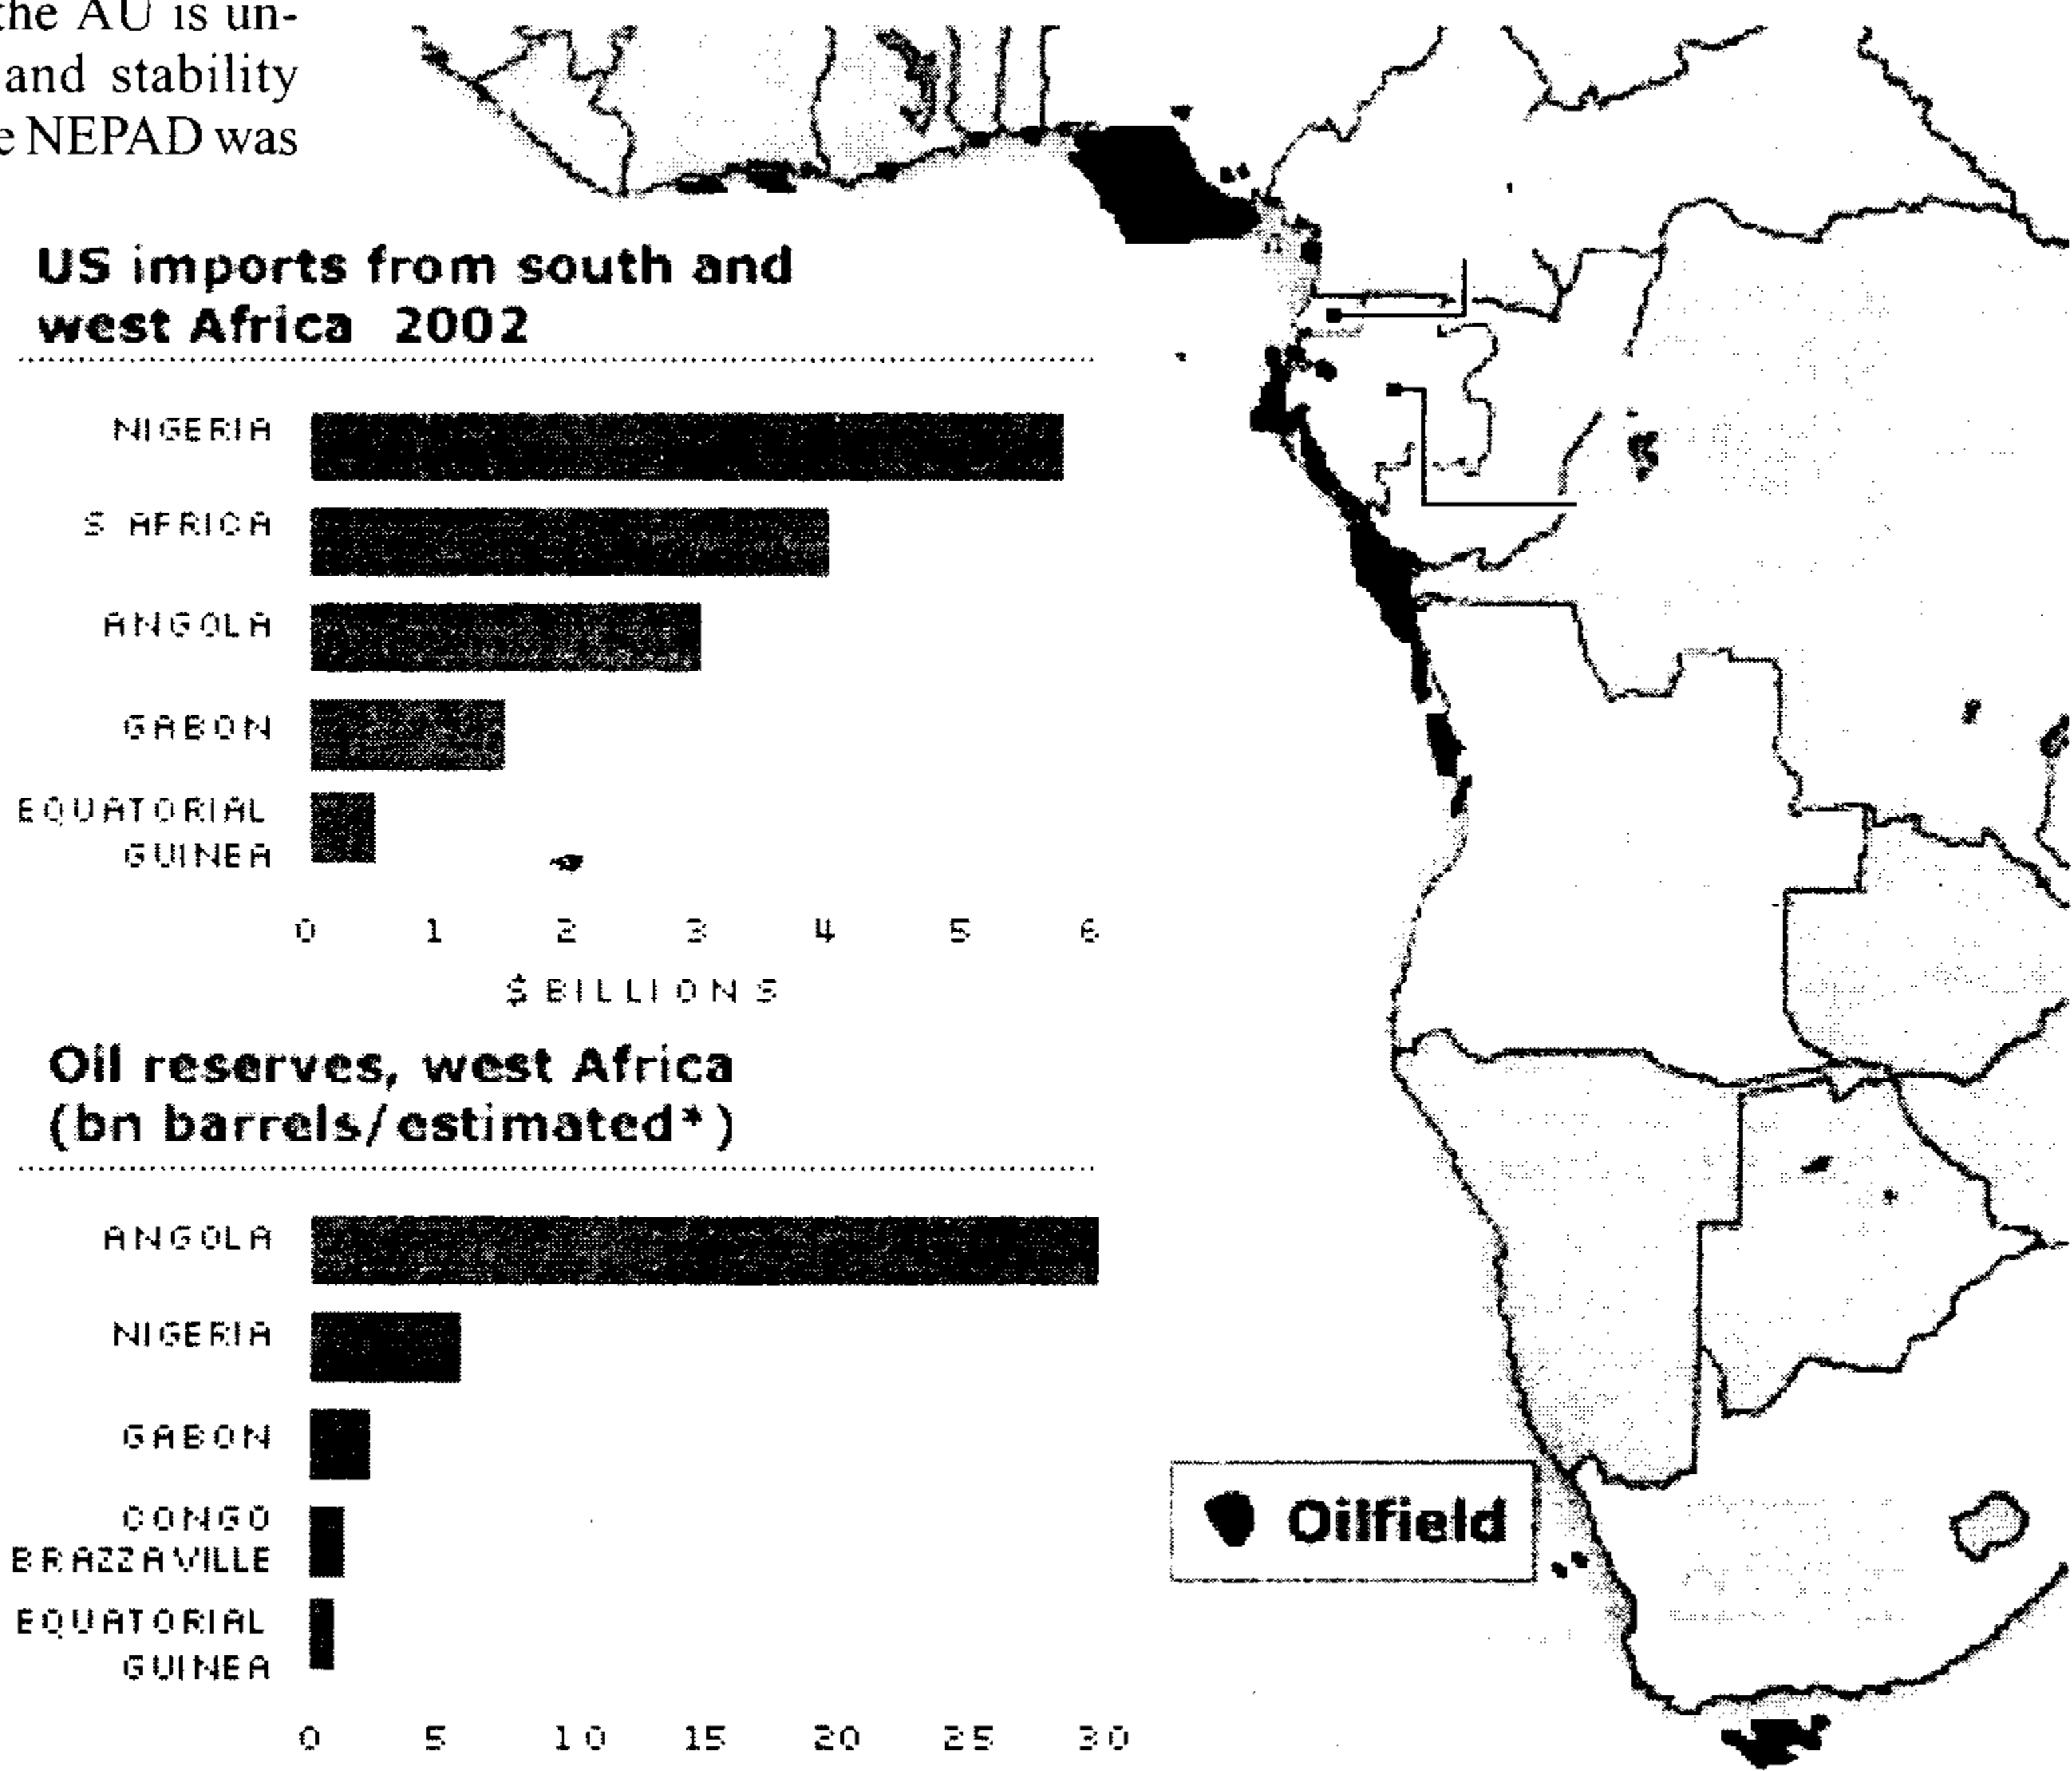 the AU is un-
and stability
e NEPAD was
US imports from south and
west Africa 2002
NIGERIA
S AFRICA
ANGOLA
GABON
EQUATORIAL
GUINEA
0 1 2 3 4 5 6
$ BILLIONS
Oil reserves, west Africa
(bn barrels/estimated*)
ANGOLA
NIGERIA
GABON
CONGO
BRAZZAVILLE
EQUATORIAL
GUINEA
0 5 10 15 20 25 30
Oilfield